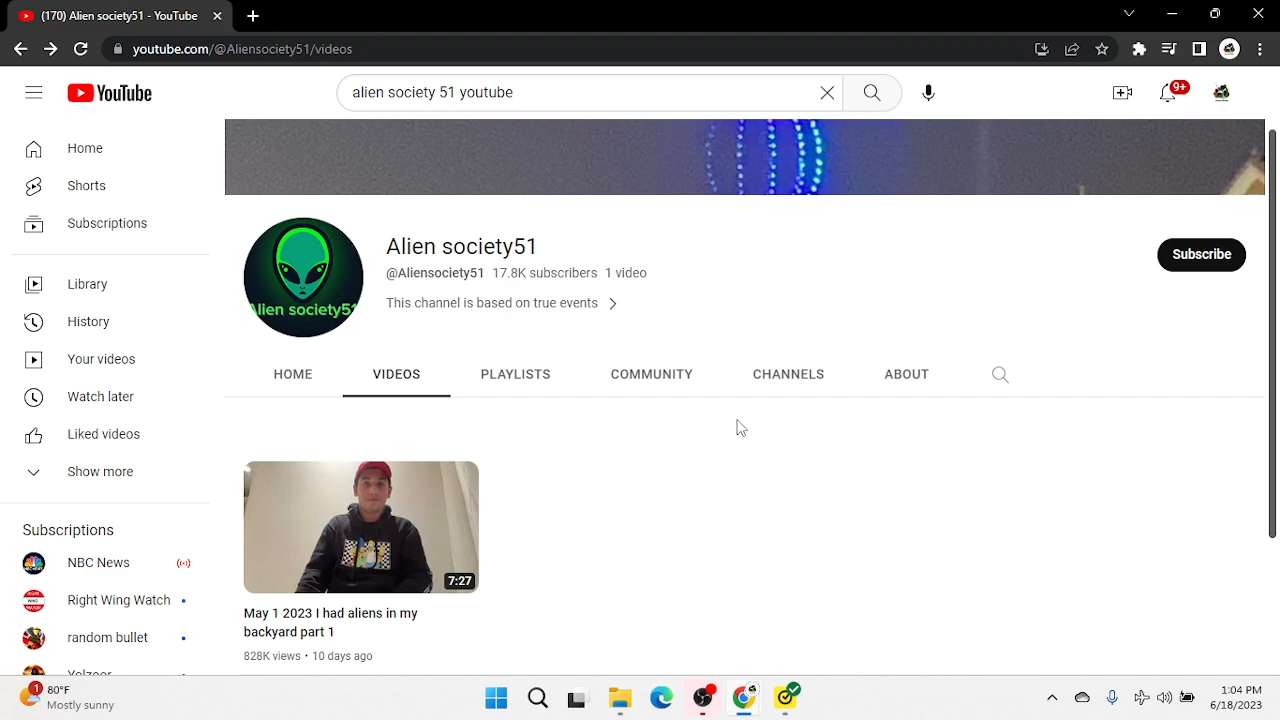 (170) Alien society51 - YouTube
youtube.com/@Aliensociety51/videos
YouTube
alien society 51 youtube
9+
Home
Shorts
Subscriptions
Library
History
Your videos
Watch later
Liked videos
Show more
Subscriptions
NBC News
Right Wing Watch
random bullet
Alien society51
Alien society51
@Aliensociety51 17.8K subscribers 1 video
This channel is based on true events
Subscribe
HOME VIDEOS PLAYLISTS COMMUNITY CHANNELS ABOUT
7:27
May 1 2023 I had aliens in my
backyard part 1
828K views • 10 days ago
1
80°F
Mostly sunny
1:04 PM
6/18/2023